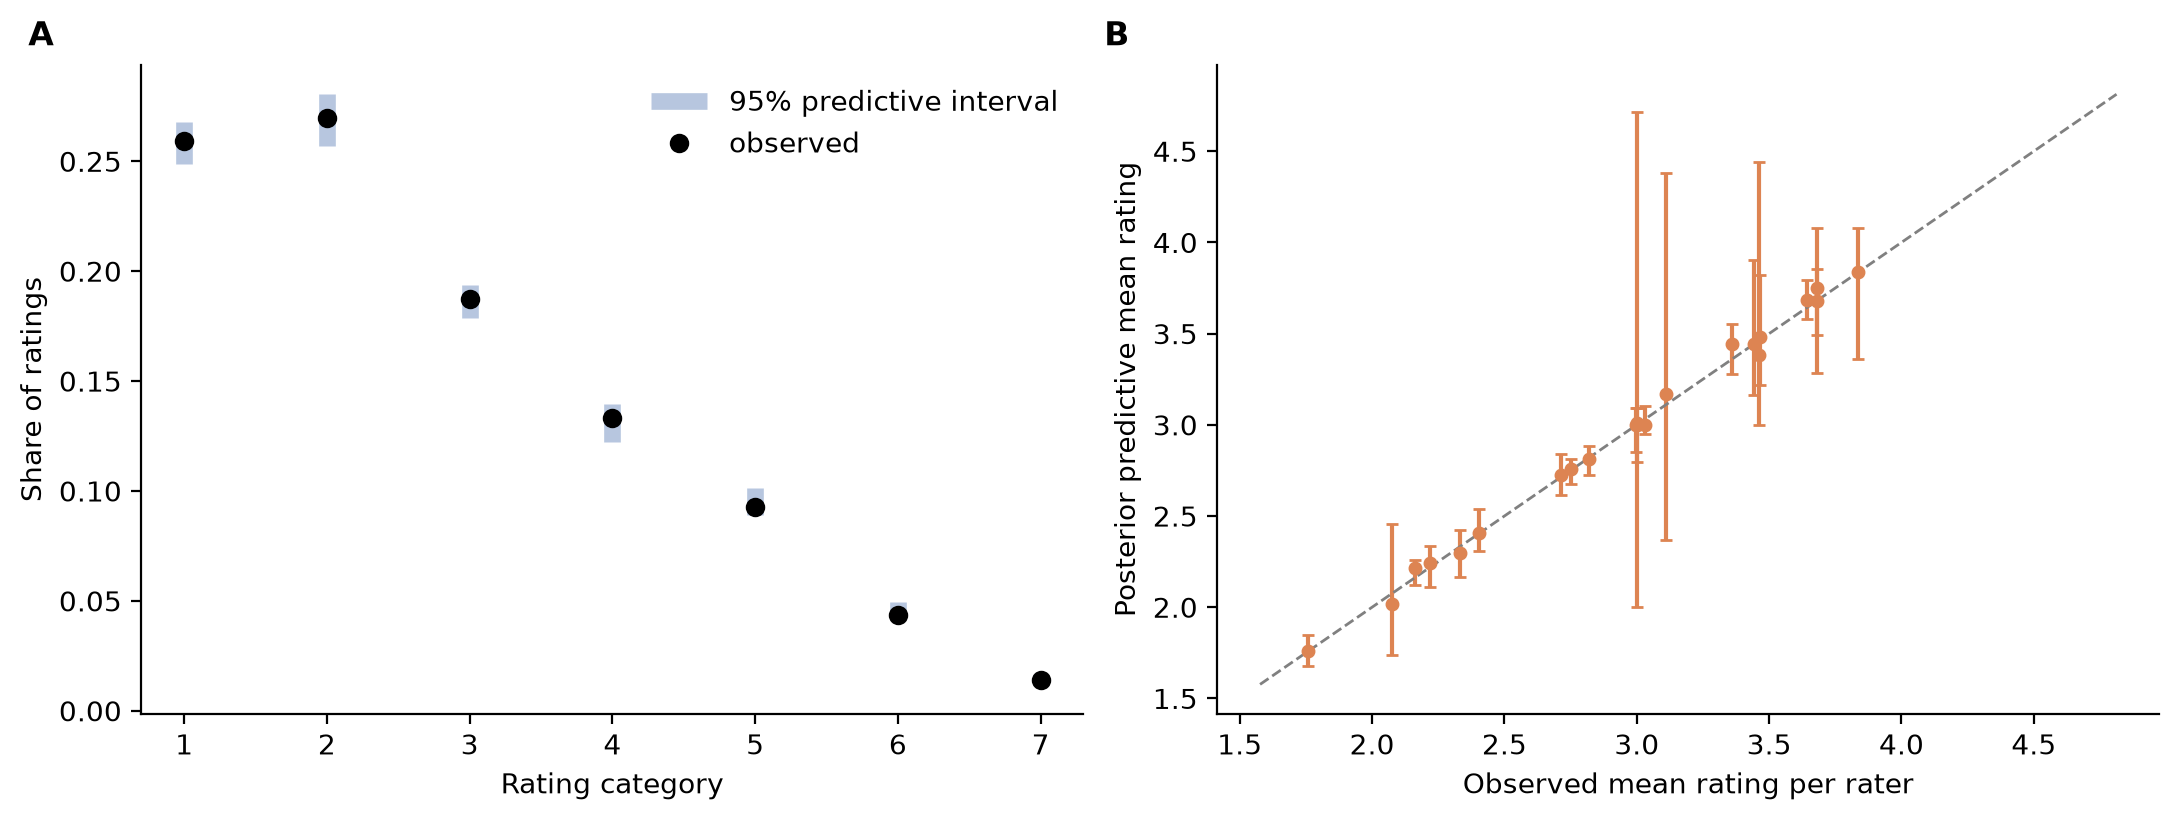 A
95% predictive interval
observed
Share of ratings
0.25
0.20
0.15
0.10
0.05
0.00
1 2 3 4 5 6 7
Rating category
B
Posterior predictive mean rating
4.5
4.0
3.5
3.0
2.5
2.0
1.5
1.5 2.0 2.5 3.0 3.5 4.0 4.5
Observed mean rating per rater